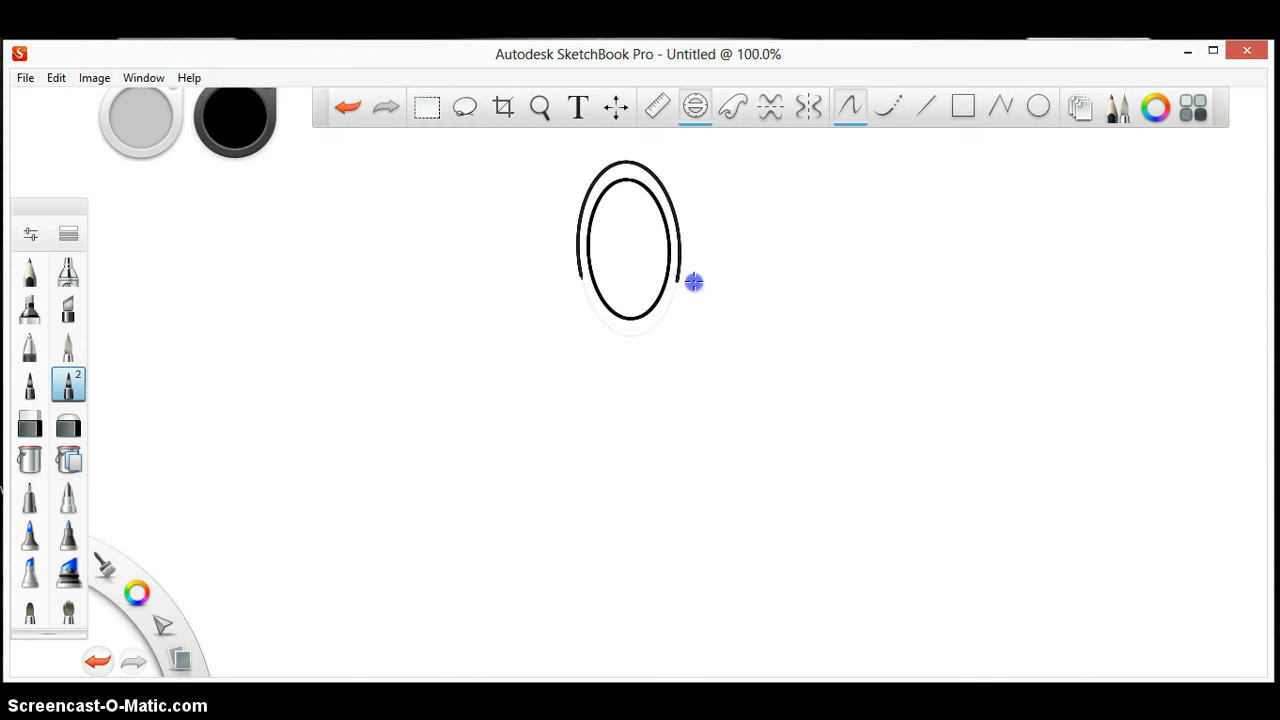 S
Autodesk SketchBook Pro - Untitled @ 100.0%
File Edit Image Window Help
T
2
Screencast-O-Matic.com